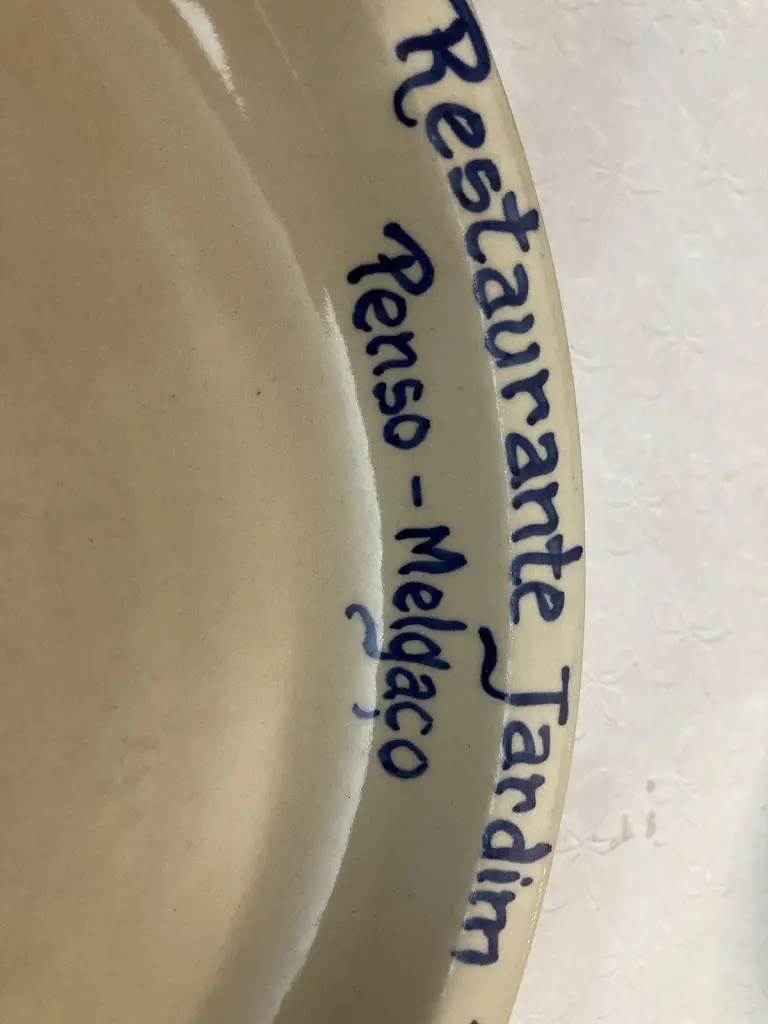 Restaurante Jardim
Penso - Melgaço